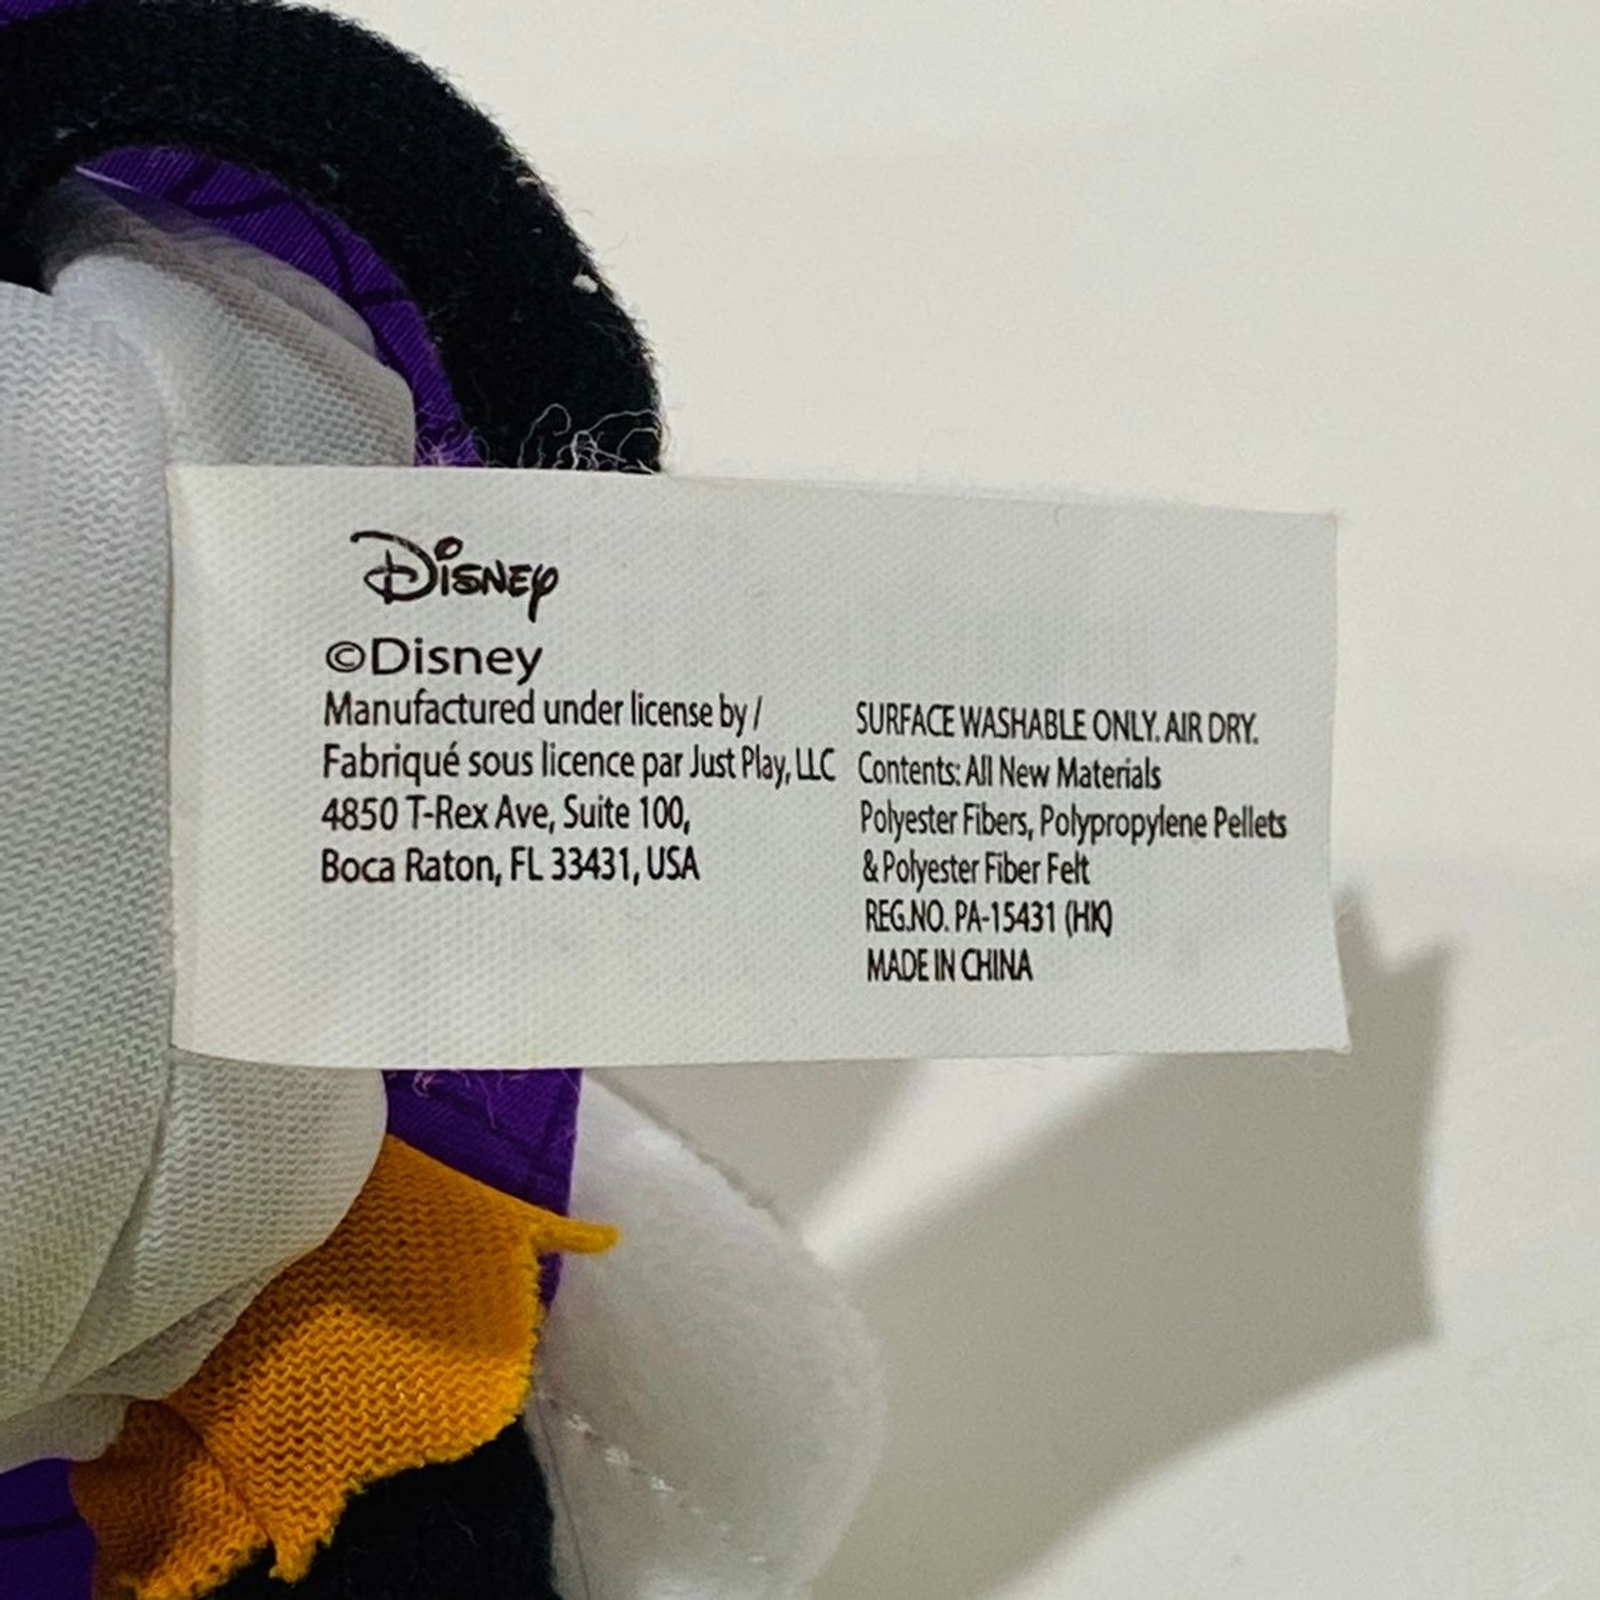 Disney
©Disney
Manufactured under license by /
Fabriqué sous licence par Just Play, LLC
4850 T-Rex Ave, Suite 100,
Boca Raton, FL 33431, USA
SURFACE WASHABLE ONLY. AIR DRY.
Contents: All New Materials
Polyester Fibers, Polypropylene Pellets
& Polyester Fiber Felt
REG.NO. PA-15431 (HK)
MADE IN CHINA